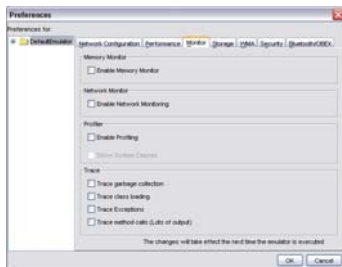 Preferences
Preferences for:
DefaultEmulator
Network Configuration Performance Monitor Storage WMA Security Bluetooth/OBEX
Memory Monitor
Enable Memory Monitor
Network Monitor
Enable Network Monitoring
Profiler
Enable Profiling
Show System Classes
Trace
Trace garbage collection
Trace class loading
Trace Exceptions
Trace method calls (Lots of output)
The changes will take effect the next time the emulator is executed
OK Cancel